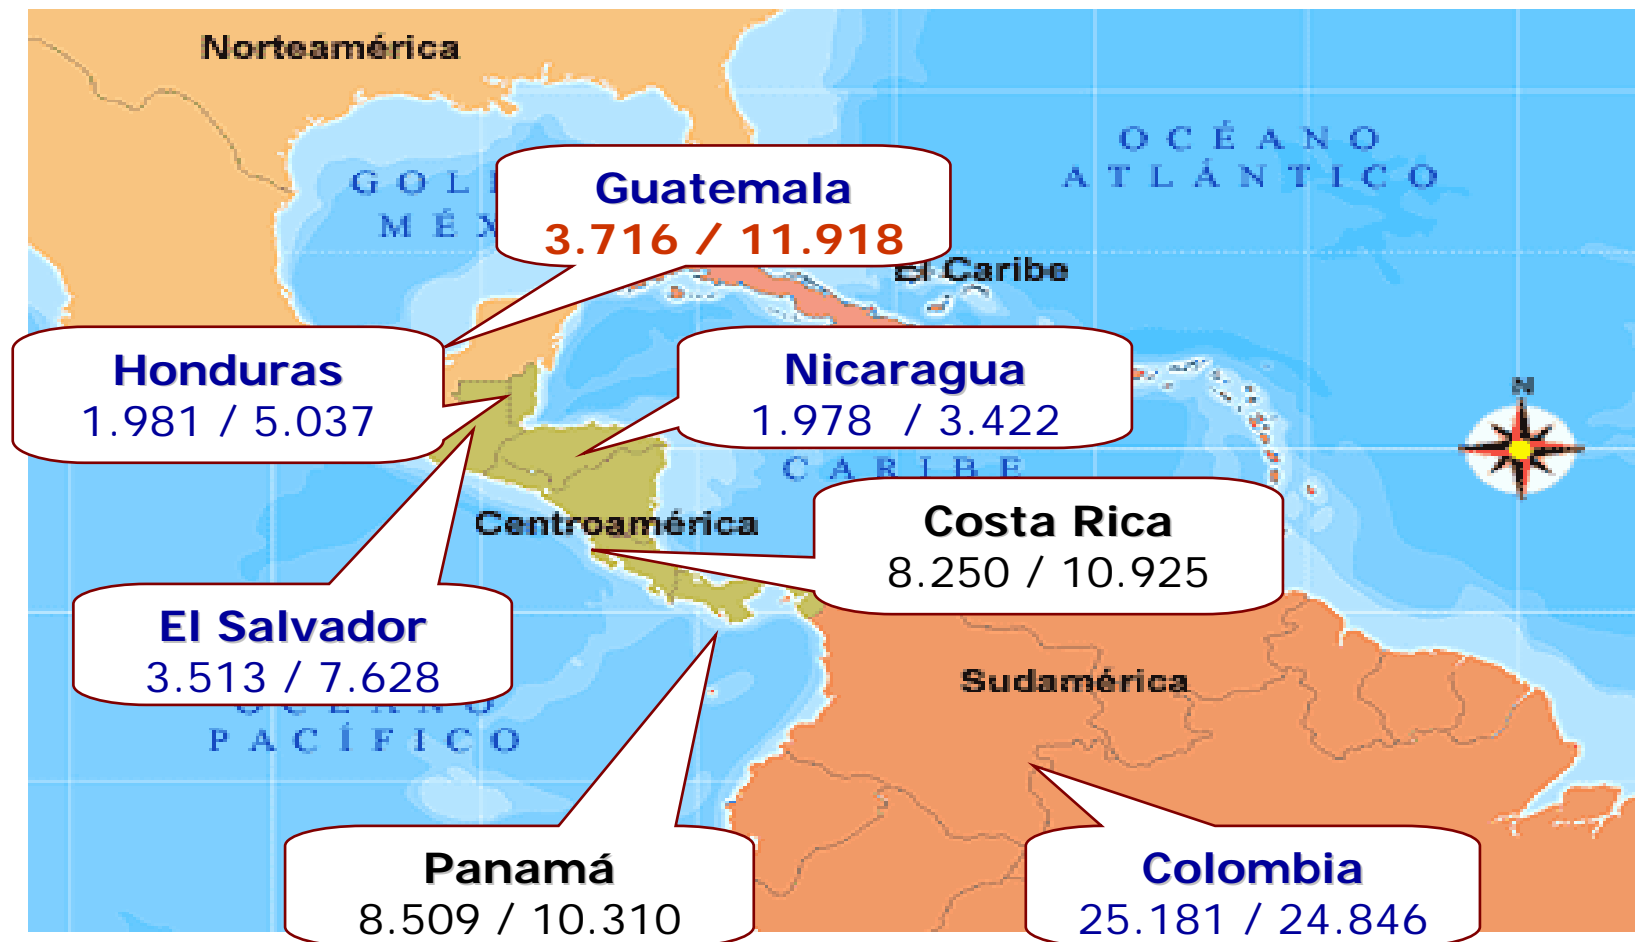 Norteamérica
OCÉANO
ATLÁNTICO
Guatemala
3.716 / 11.918
El Caribe
Honduras
1.981 / 5.037
Nicaragua
1.978 / 3.422
CARIBE
N
Centroamérica
Costa Rica
8.250 / 10.925
El Salvador
3.513 / 7.628
Sudamérica
OCÉANO
PACÍFICO
Panamá
8.509 / 10.310
Colombia
25.181 / 24.846